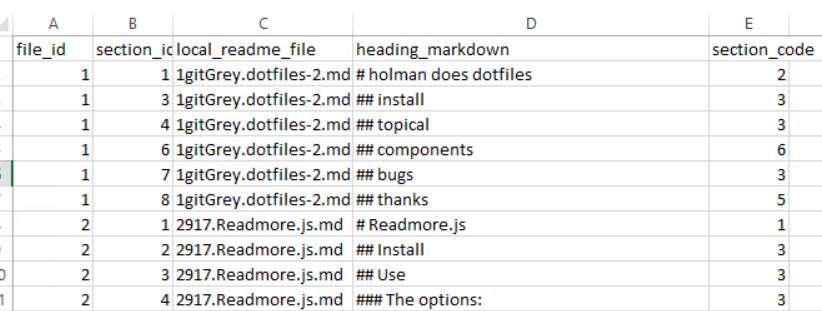 A B C D E
file_id section_id local_readme_file heading_markdown section_code
1 1 1gitGrey.dotfiles-2.md # holman does dotfiles 2
1 3 1gitGrey.dotfiles-2.md ## install 3
1 4 1gitGrey.dotfiles-2.md ## topical 3
1 6 1gitGrey.dotfiles-2.md ## components 6
1 7 1gitGrey.dotfiles-2.md ## bugs 3
1 8 1gitGrey.dotfiles-2.md ## thanks 5
2 1 2917.Readmore.js.md # Readmore.js 1
2 2 2917.Readmore.js.md ## Install 3
2 3 2917.Readmore.js.md ## Use 3
2 4 2917.Readmore.js.md ### The options: 3